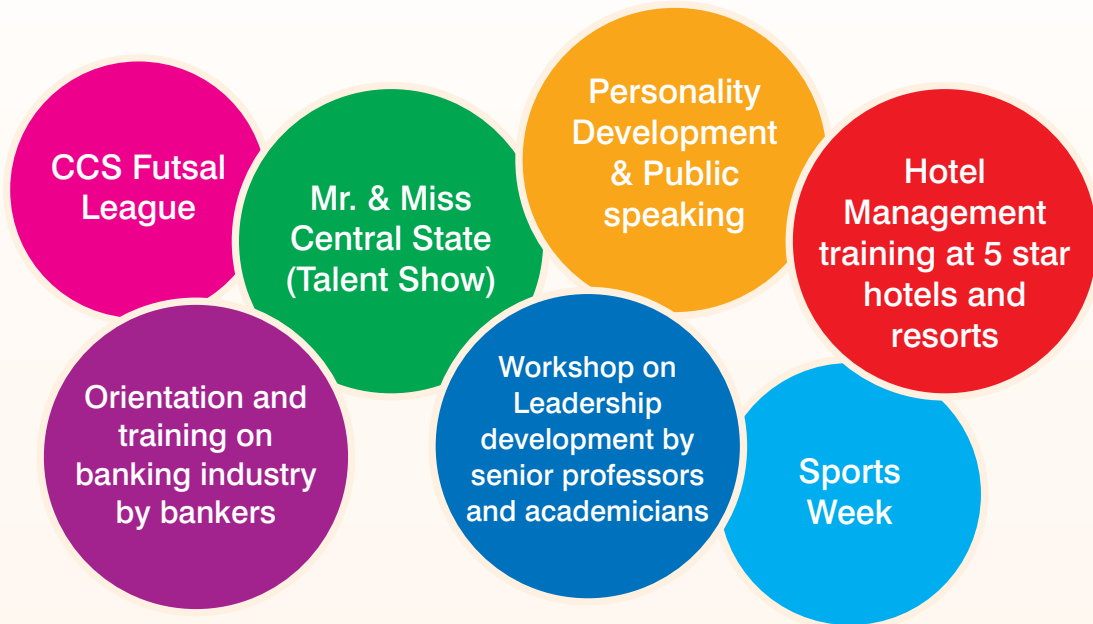 CCS Futsal
League
Mr. & Miss
Central State
(Talent Show)
Personality
Development
& Public
speaking
Hotel
Management
training at 5 star
hotels and
resorts
Orientation and
training on
banking industry
by bankers
Workshop on
Leadership
development by
senior professors
and academicians
Sports
Week